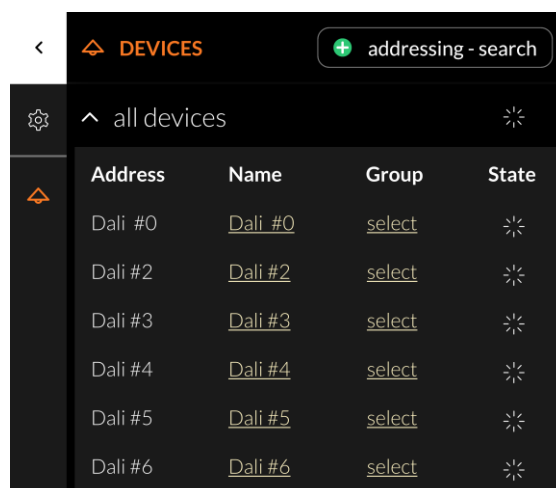 DEVICES addressing - search
all devices
Address Name Group State
Dali #0 Dali #0 select
Dali #2 Dali #2 select
Dali #3 Dali #3 select
Dali #4 Dali #4 select
Dali #5 Dali #5 select
Dali #6 Dali #6 select